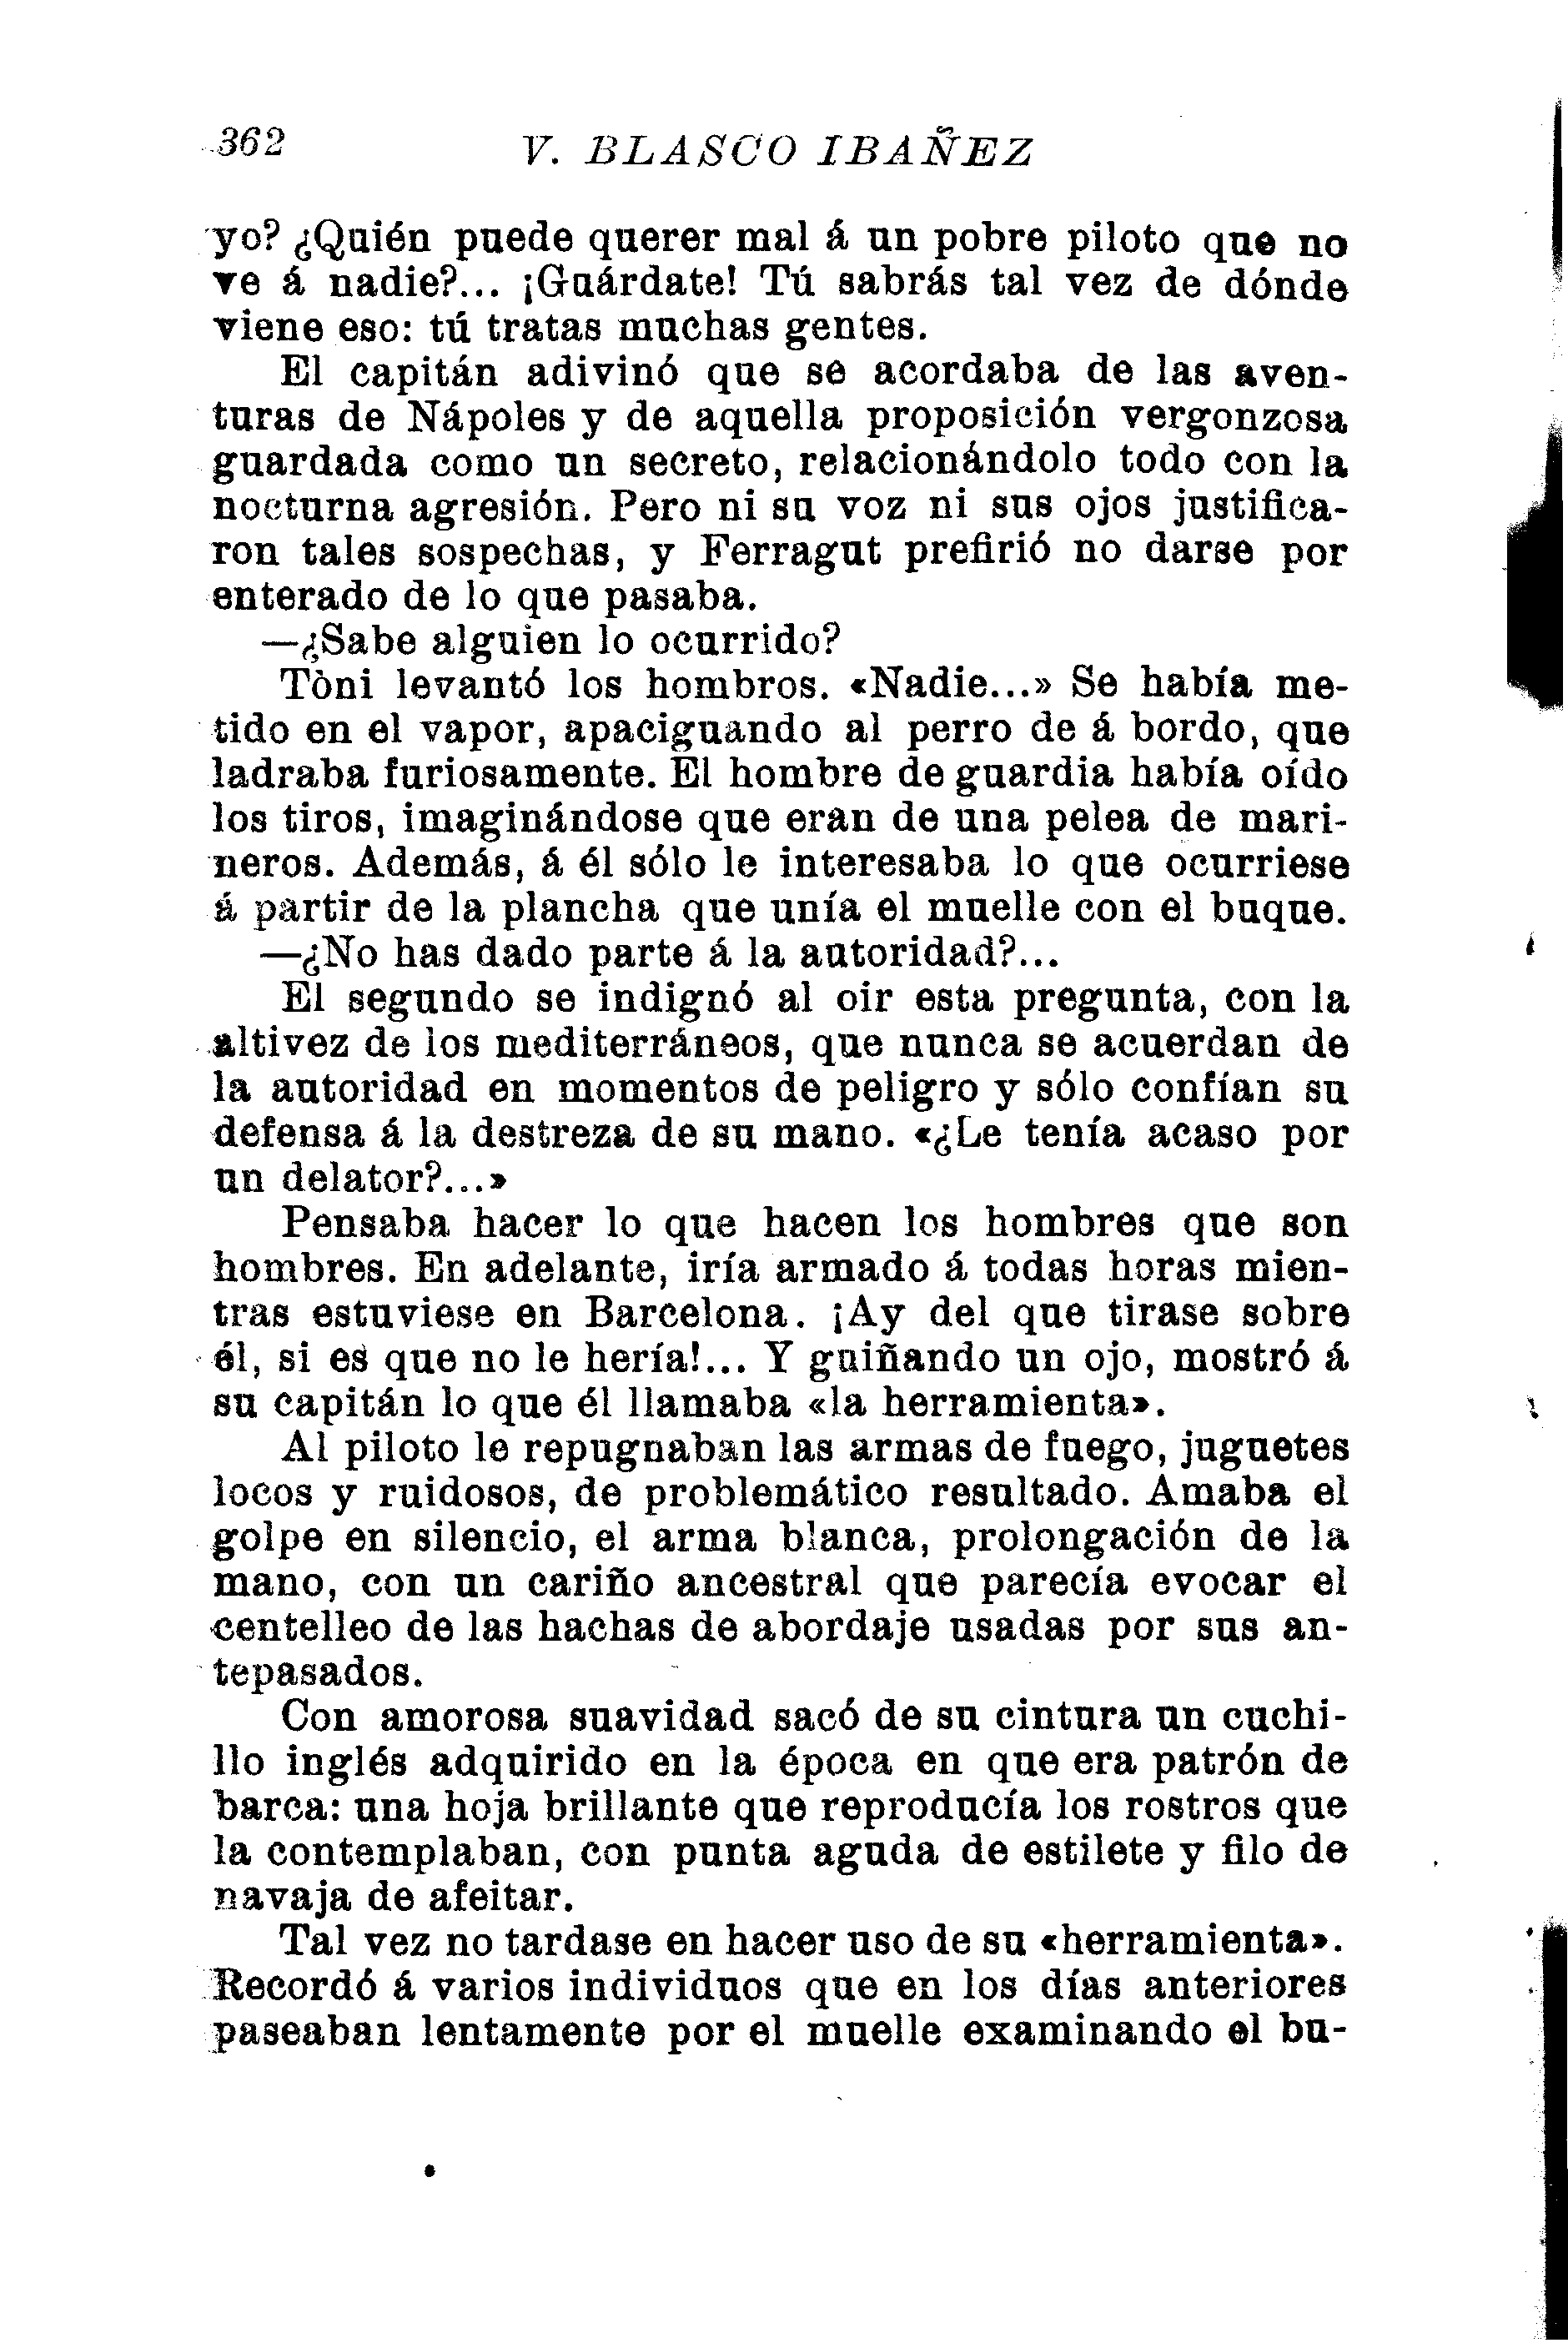 362
V. BLASCO IBAÑEZ
yo? ¿Quién puede querer mal á un pobre piloto que no
ve á nadie?... ¡Guárdate! Tú sabrás tal vez de dónde
viene eso: tú tratas muchas gentes.
El capitán adivinó que se acordaba de las aven-
turas de Nápoles y de aquella proposición vergonzosa
guardada como un secreto, relacionándolo todo con la
nocturna agresión. Pero ni su voz ni sus ojos justifica-
ron tales sospechas, y Ferragut prefirió no darse por
enterado de lo que pasaba.
—¿Sabe alguien lo ocurrido?
Tòni levantó los hombros. «Nadie...» Se había me-
tido en el vapor, apaciguando al perro de á bordo, que
ladraba furiosamente. El hombre de guardia había oído
los tiros, imaginándose que eran de una pelea de mari-
neros. Además, á él sólo le interesaba lo que ocurriese
á partir de la plancha que unía el muelle con el buque.
—¿No has dado parte á la autoridad?...
El segundo se indignó al oir esta pregunta, con la
altivez de los mediterráneos, que nunca se acuerdan de
la autoridad en momentos de peligro y sólo confían su
defensa á la destreza de su mano. «¿Le tenía acaso por
un delator?...»
Pensaba hacer lo que hacen los hombres que son
hombres. En adelante, iría armado á todas horas mien-
tras estuviese en Barcelona. ¡Ay del que tirase sobre
él, si es que no le hería!... Y guiñando un ojo, mostró á
su capitán lo que él llamaba «la herramienta».
Al piloto le repugnaban las armas de fuego, juguetes
locos y ruidosos, de problemático resultado. Amaba el
golpe en silencio, el arma blanca, prolongación de la
mano, con un cariño ancestral que parecía evocar el
centelleo de las hachas de abordaje usadas por sus an-
tepasados.
Con amorosa suavidad sacó de su cintura un cuchi-
llo inglés adquirido en la época en que era patrón de
barca: una hoja brillante que reproducía los rostros que
la contemplaban, con punta aguda de estilete y filo de
navaja de afeitar.
Tal vez no tardase en hacer uso de su «herramienta».
Recordó á varios individuos que en los días anteriores
paseaban lentamente por el muelle examinando el bu-